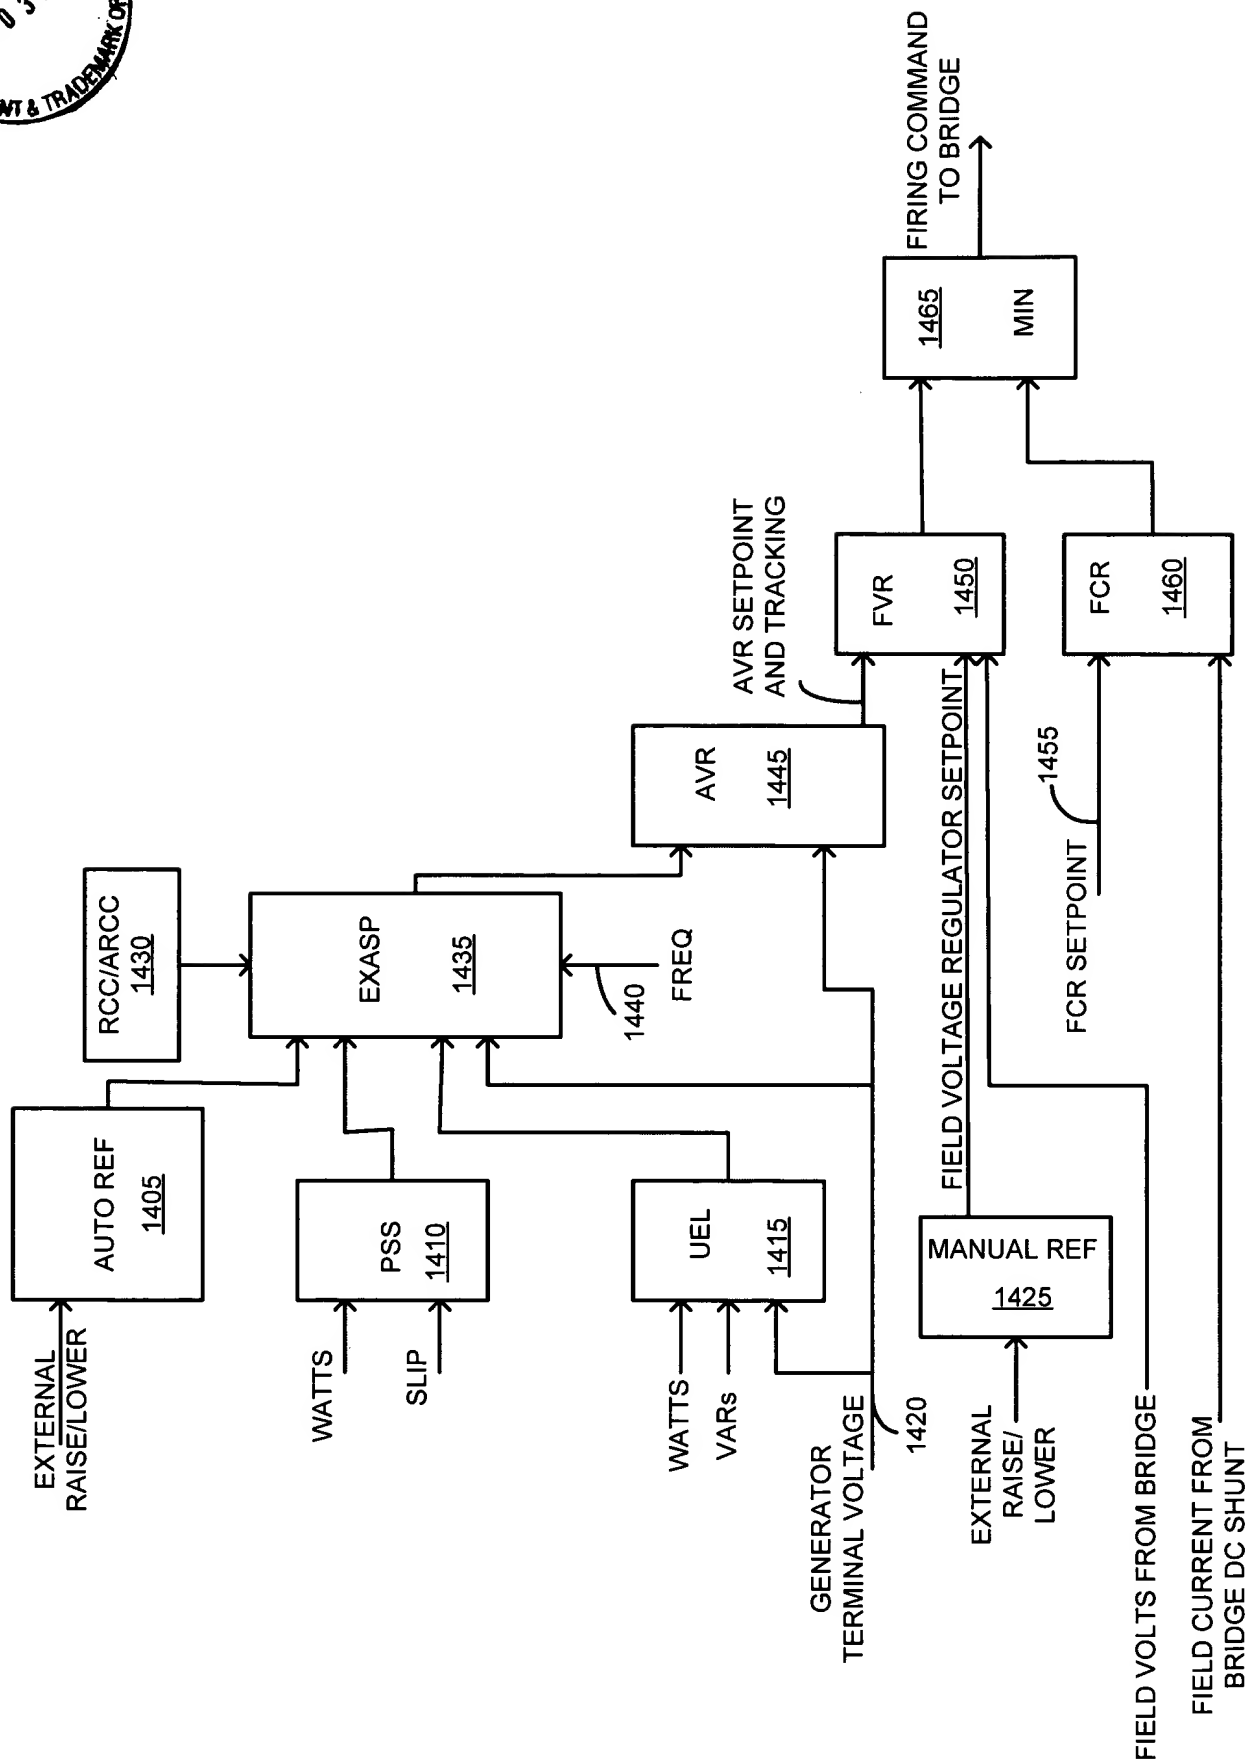 NT & TRADEMARK
EXTERNAL
RAISE/LOWER
AUTO REF
1405
RCC/ARCC
1430
WATTS
SLIP
PSS
1410
EXASP
1435
1440
FREQ
WATTS
VARs
UEL
1415
AVR
1445
AVR SETPOINT
AND TRACKING
GENERATOR
TERMINAL VOLTAGE
1420
EXTERNAL
RAISE/
LOWER
MANUAL REF
1425
FIELD VOLTAGE REGULATOR SETPOINT
FVR
1450
FCR SETPOINT
1455
FCR
1460
1465
MIN
FIRING COMMAND
TO BRIDGE
FIELD VOLTS FROM BRIDGE
FIELD CURRENT FROM
BRIDGE DC SHUNT